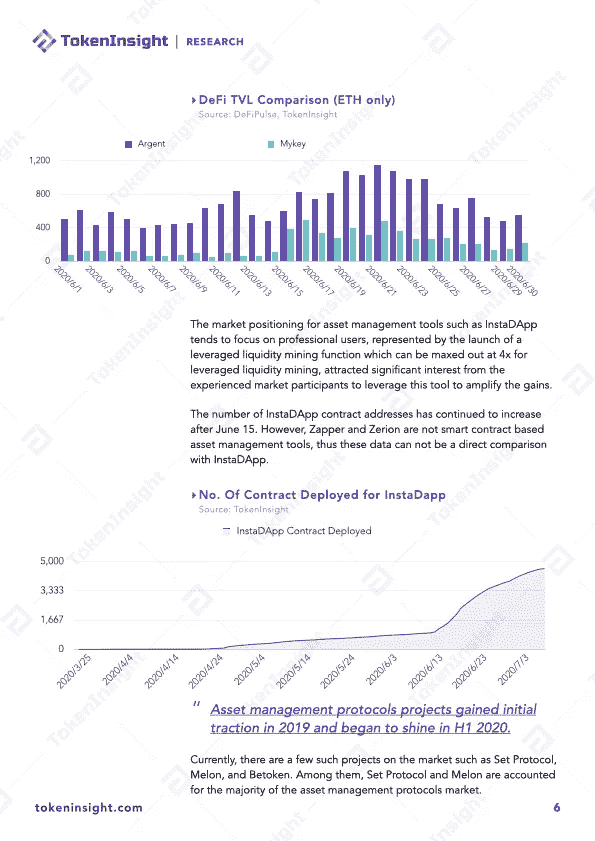 TokenInsight | RESEARCH
DeFi TVL Comparison (ETH only)
Source: DeFiPulse, TokenInsight
Argent
Mykey
1,200
800
400
0
2020/6/1
2020/6/3
2020/6/5
2020/6/7
2020/6/9
2020/6/11
2020/6/13
2020/6/15
2020/6/17
2020/6/19
2020/6/21
2020/6/23
2020/6/25
2020/6/27
2020/6/29
2020/6/30
The market positioning for asset management tools such as InstaDApp
tends to focus on professional users, represented by the launch of a
leveraged liquidity mining function which can be maxed out at 4x for
leveraged liquidity mining, attracted significant interest from the
experienced market participants to leverage this tool to amplify the gains.
The number of InstaDApp contract addresses has continued to increase
after June 15. However, Zapper and Zerion are not smart contract based
asset management tools, thus these data can not be a direct comparison
with InstaDApp.
No. Of Contract Deployed for InstaDapp
Source: TokenInsight
InstaDApp Contract Deployed
5,000
3,333
1,667
0
2020/3/25
2020/4/4
2020/4/14
2020/4/24
2020/5/4
2020/5/14
2020/5/24
2020/6/3
2020/6/13
2020/6/23
2020/7/3
“ Asset management protocols projects gained initial
traction in 2019 and began to shine in H1 2020.
Currently, there are a few such projects on the market such as Set Protocol,
Melon, and Betoken. Among them, Set Protocol and Melon are accounted
for the majority of the asset management protocols market.
tokeninsight.com
6